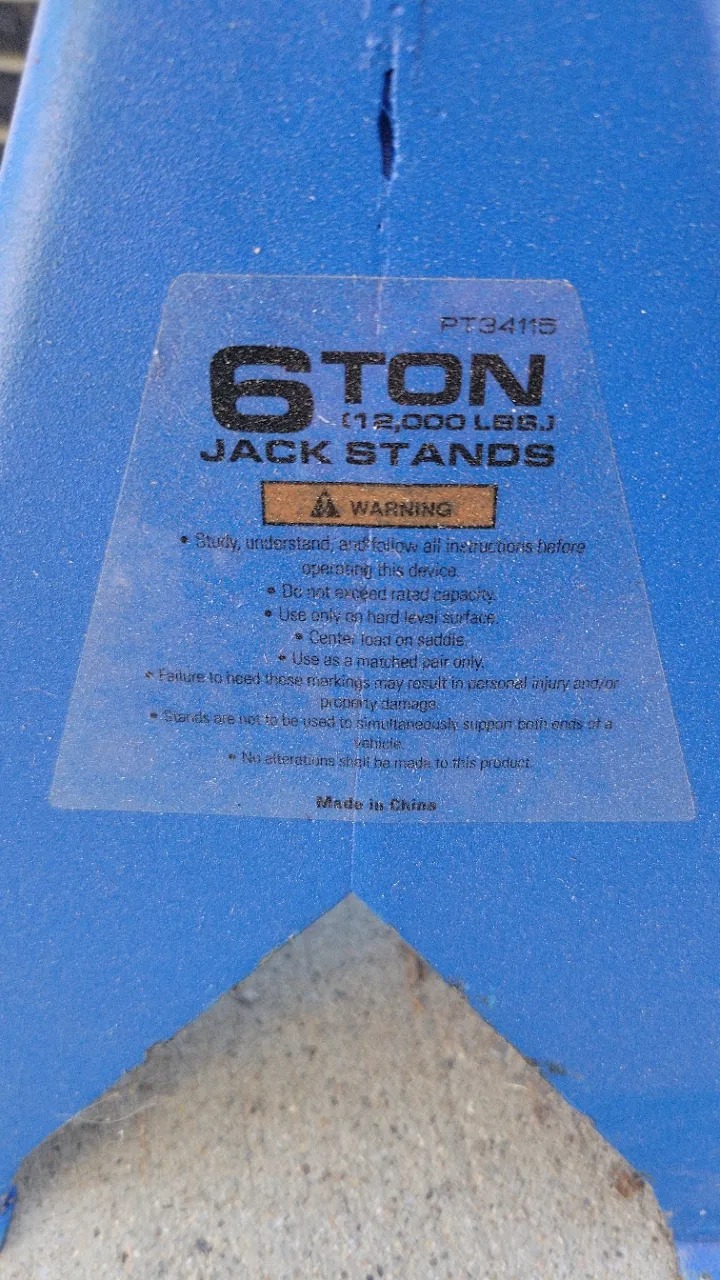 PT34115
6 TON
(12,000 LBS.)
JACK STANDS
WARNING
• Study, understand, and follow all instructions before
operating this device.
• Do not exceed rated capacity.
• Use only on hard level surface.
• Center load on saddle.
• Use as a matched pair only.
• Failure to heed these markings may result in personal injury and/or
property damage.
• Stands are not to be used to simultaneously support both ends of a
vehicle.
• No alterations shall be made to this product.
Made in China